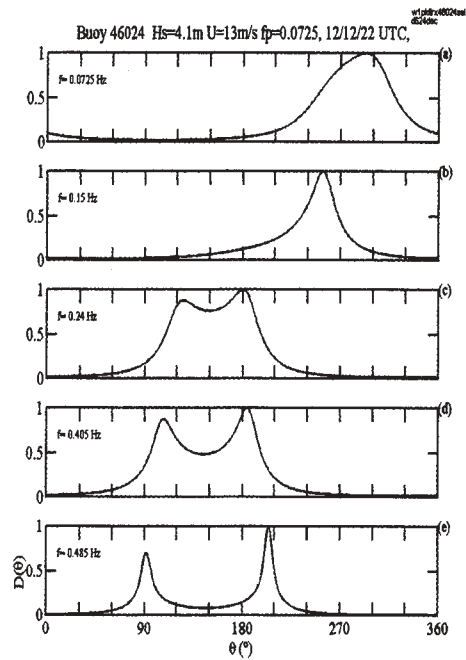 Buoy 46024 Hs=4.1m U=13m/s fp=0.0725, 12/12/22 UTC,
(a)
1
f= 0.0725 Hz
0.5
0
(b)
1
f= 0.15 Hz
0.5
0
(c)
1
f= 0.24 Hz
0.5
0
(d)
1
f= 0.405 Hz
0.5
0
(e)
1
f= 0.485 Hz
D(θ)
0.5
0
0 90 180 270 360
θ (°)